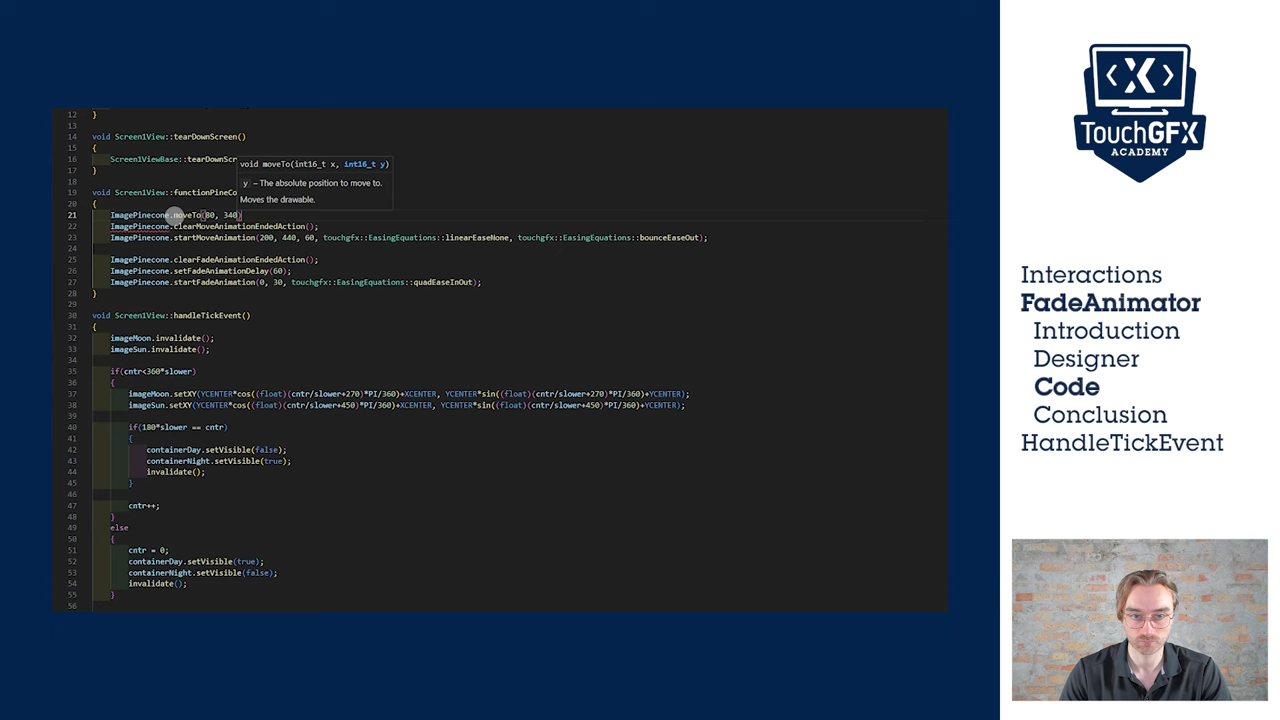 12 }
13
14 void Screen1View::tearDownScreen()
15 {
16 Screen1ViewBase::tearDownScr
17 }
18
19 void Screen1View::functionPineCo
20 {
21 ImagePinecone.moveTo(80, 340)
22 ImagePinecone.clearMoveAnimationEndedAction();
23 ImagePinecone.startMoveAnimation(200, 440, 60, touchgfx::EasingEquations::linearEaseNone, touchgfx::EasingEquations::bounceEaseOut);
24
25 ImagePinecone.clearFadeAnimationEndedAction();
26 ImagePinecone.setFadeAnimationDelay(60);
27 ImagePinecone.startFadeAnimation(0, 30, touchgfx::EasingEquations::quadEaseInOut);
28 }
29
30 void Screen1View::handleTickEvent()
31 {
32 imageMoon.invalidate();
33 imageSun.invalidate();
34
35 if(cntr<360*slower)
36 {
37 imageMoon.setXY(YCENTER*cos((float)(cntr/slower+270)*PI/360)+XCENTER, YCENTER*sin((float)(cntr/slower+270)*PI/360)+YCENTER);
38 imageSun.setXY(YCENTER*cos((float)(cntr/slower+450)*PI/360)+XCENTER, YCENTER*sin((float)(cntr/slower+450)*PI/360)+YCENTER);
39
40 if(180*slower == cntr)
41 {
42 containerDay.setVisible(false);
43 containerNight.setVisible(true);
44 invalidate();
45 }
46
47 cntr++;
48 }
49 else
50 {
51 cntr = 0;
52 containerDay.setVisible(true);
53 containerNight.setVisible(false);
54 invalidate();
55 }
56
void moveTo(int16_t x, int16_t y)
y – The absolute position to move to.
Moves the drawable.
<X>
TouchGFX
ACADEMY
Interactions
FadeAnimator
Introduction
Designer
Code
Conclusion
HandleTickEvent